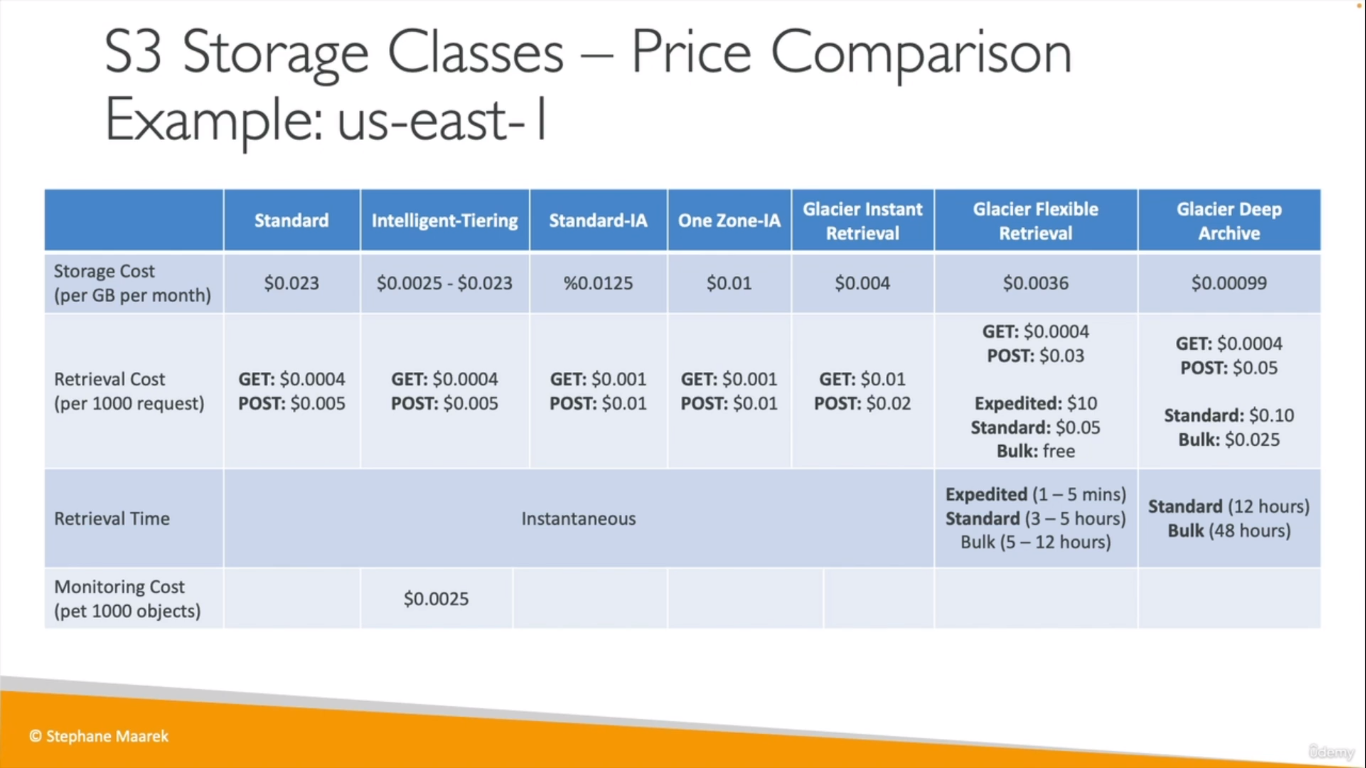 S3 Storage Classes – Price Comparison
Example: us-east-1
Standard
Intelligent-Tiering
Standard-IA
One Zone-IA
Glacier Instant
Retrieval
Glacier Flexible
Retrieval
Glacier Deep
Archive
Storage Cost
(per GB per month)
$0.023
$0.0025 - $0.023
%0.0125
$0.01
$0.004
$0.0036
$0.00099
Retrieval Cost
(per 1000 request)
GET: $0.0004
POST: $0.005
GET: $0.0004
POST: $0.005
GET: $0.001
POST: $0.01
GET: $0.001
POST: $0.01
GET: $0.01
POST: $0.02
GET: $0.0004
POST: $0.03
Expedited: $10
Standard: $0.05
Bulk: free
GET: $0.0004
POST: $0.05
Standard: $0.10
Bulk: $0.025
Retrieval Time
Instantaneous
Expedited (1 – 5 mins)
Standard (3 – 5 hours)
Bulk (5 – 12 hours)
Standard (12 hours)
Bulk (48 hours)
Monitoring Cost
(pet 1000 objects)
$0.0025
© Stephane Maarek
ûdemy